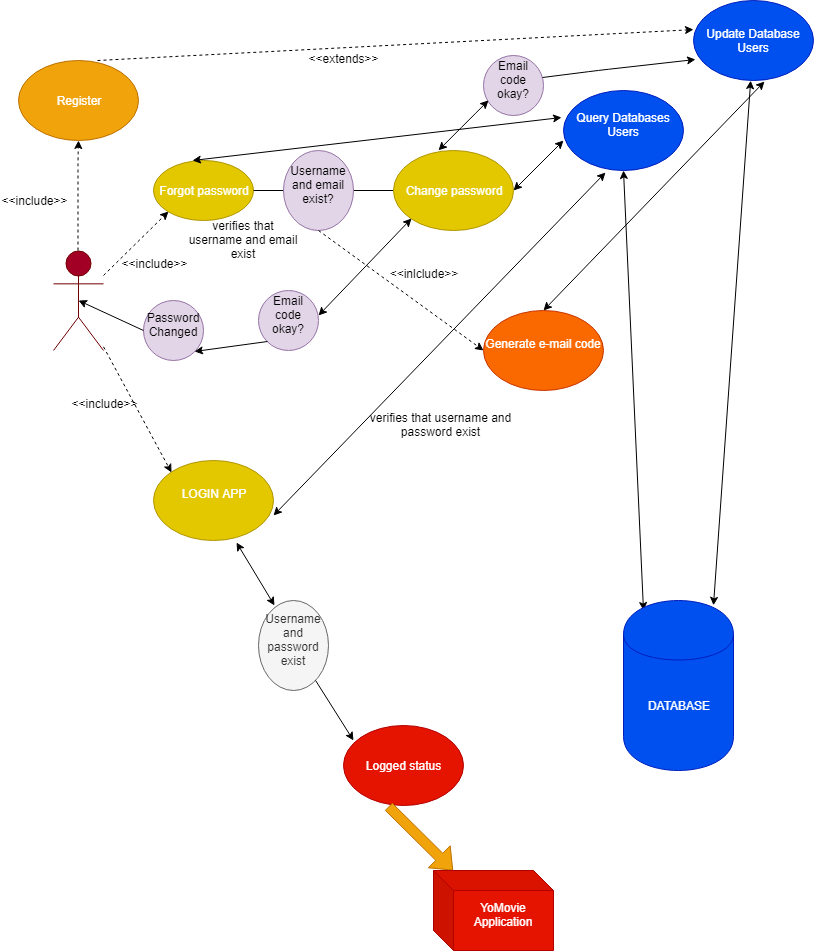 Update Database
Users
<<extends>>
Email
code
okay?
Register
Query Databases
Users
Username
and email
exist?
Forgot password
Change password
<<include>>
verifies that
username and email
exist
<<include>>
<<inlclude>>
Email
code
okay?
Password
Changed
Generate e-mail code
<<include>>
verifies that username and
password exist
LOGIN APP
Username
and
password
exist
DATABASE
Logged status
YoMovie
Application